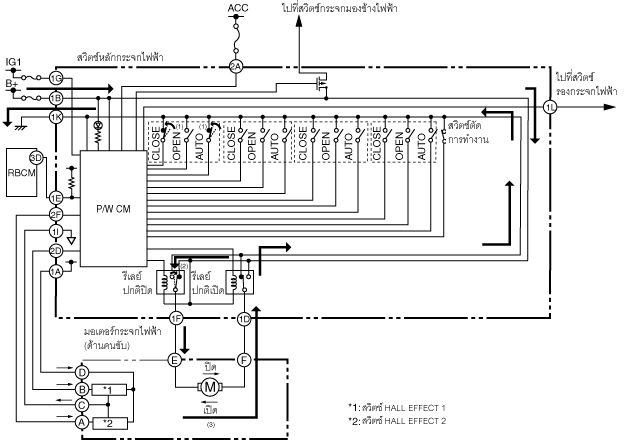 ACC
ไปที่สวิตซ์กระจกมองข้างไฟฟ้า
IG1
B+
สวิตซ์หลักกระจกไฟฟ้า
2A
1G
1B
1K
ไปที่สวิตซ์
รองกระจกไฟฟ้า
1L
CLOSE
(1)
OPEN
AUTO
(1)
CLOSE
OPEN
AUTO
CLOSE
OPEN
AUTO
CLOSE
OPEN
AUTO
สวิตซ์ตัด
การทำงาน
3D
RBCM
1E
2F
1I
2D
1A
P/W CM
(2)
รีเลย์
ปกติปิด
รีเลย์
ปกติเปิด
1F
1D
มอเตอร์กระจกไฟฟ้า
(ด้านคนขับ)
E
F
ปิด
M
เปิด
(3)
D
B
C
A
*1
*2
*1: สวิตซ์ HALL EFFECT 1
*2: สวิตซ์ HALL EFFECT 2